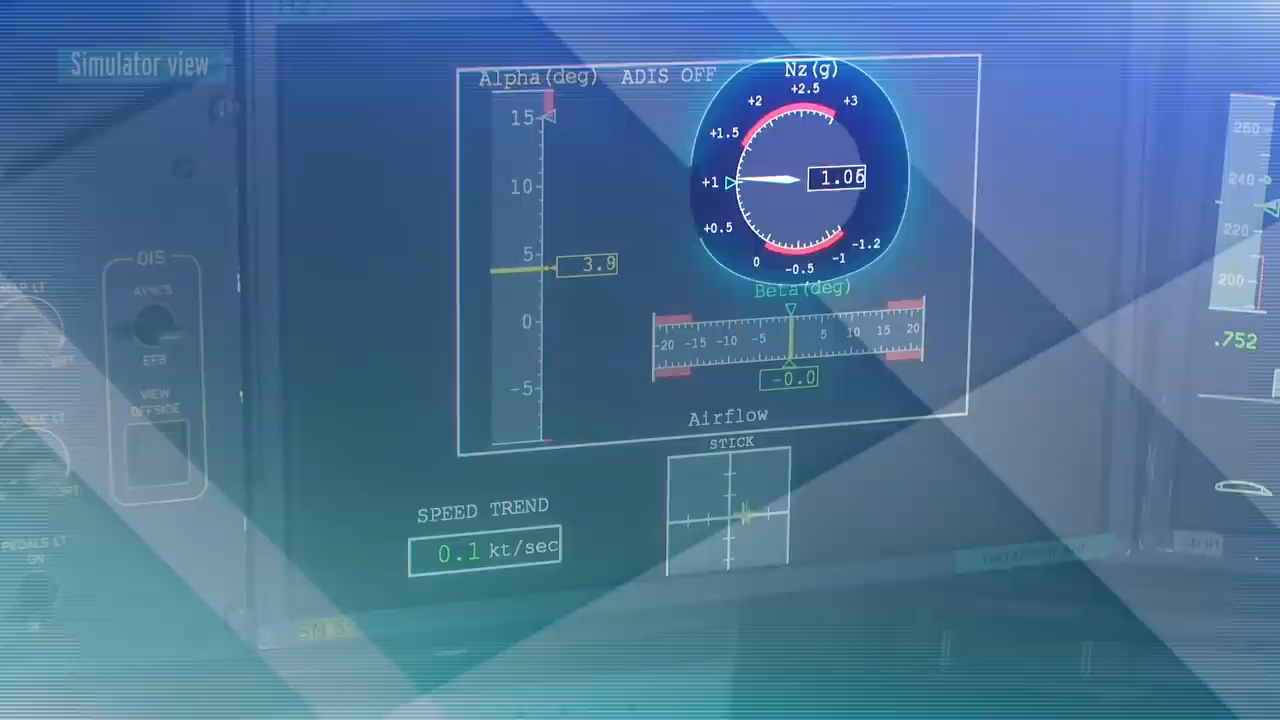 Simulator view
Alpha(deg) ADIS OFF
15
10
5
0
-5
3.9
Nz(g)
+2.5
+2 +3
+1.5
+1
1.06
+0.5
0 -0.5 -1 -1.2
Beta(deg)
-20 -15 -10 -5 5 10 15 20
-0.0
Airflow
STICK
SPEED TREND
0.1 kt/sec
OIS
AVNCS
EFB
VIEW
OFFSIDE
PEDALS LT
ON
260
240
220
200
.752